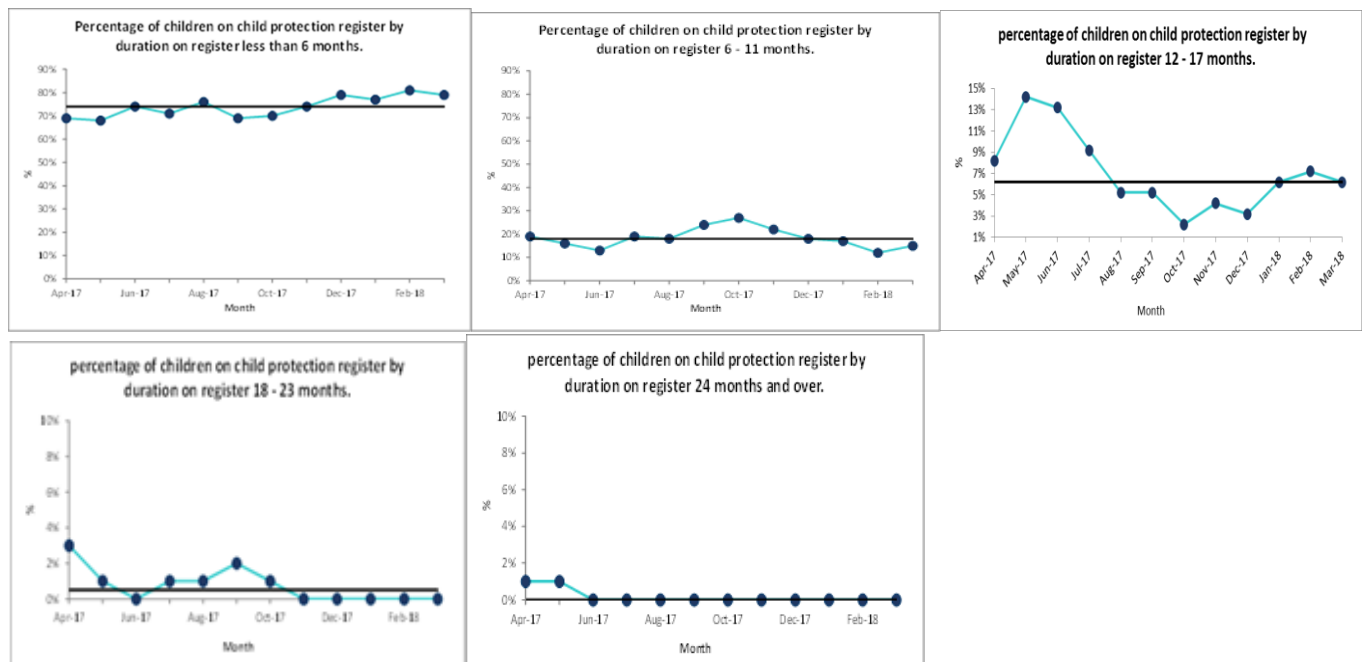 Percentage of children on child protection register by
duration on register less than 6 months.
90%
80%
70%
60%
50%
40%
30%
20%
10%
0%
%
Apr-17 Jun-17 Aug-17 Oct-17 Dec-17 Feb-18
Month
Percentage of children on child protection register by
duration on register 6 - 11 months.
90%
80%
70%
60%
50%
40%
30%
20%
10%
0%
%
Apr-17 Jun-17 Aug-17 Oct-17 Dec-17 Feb-18
Month
percentage of children on child protection register by
duration on register 12 - 17 months.
15%
13%
11%
9%
7%
5%
3%
1%
%
Apr-17 May-17 Jun-17 Jul-17 Aug-17 Sep-17 Oct-17 Nov-17 Dec-17 Jan-18 Feb-18 Mar-18
Month
percentage of children on child protection register by
duration on register 18 - 23 months.
10%
8%
6%
4%
2%
0%
%
Apr-17 Jun-17 Aug-17 Oct-17 Dec-17 Feb-18
Month
percentage of children on child protection register by
duration on register 24 months and over.
10%
8%
6%
4%
2%
0%
%
Apr-17 Jun-17 Aug-17 Oct-17 Dec-17 Feb-18
Month